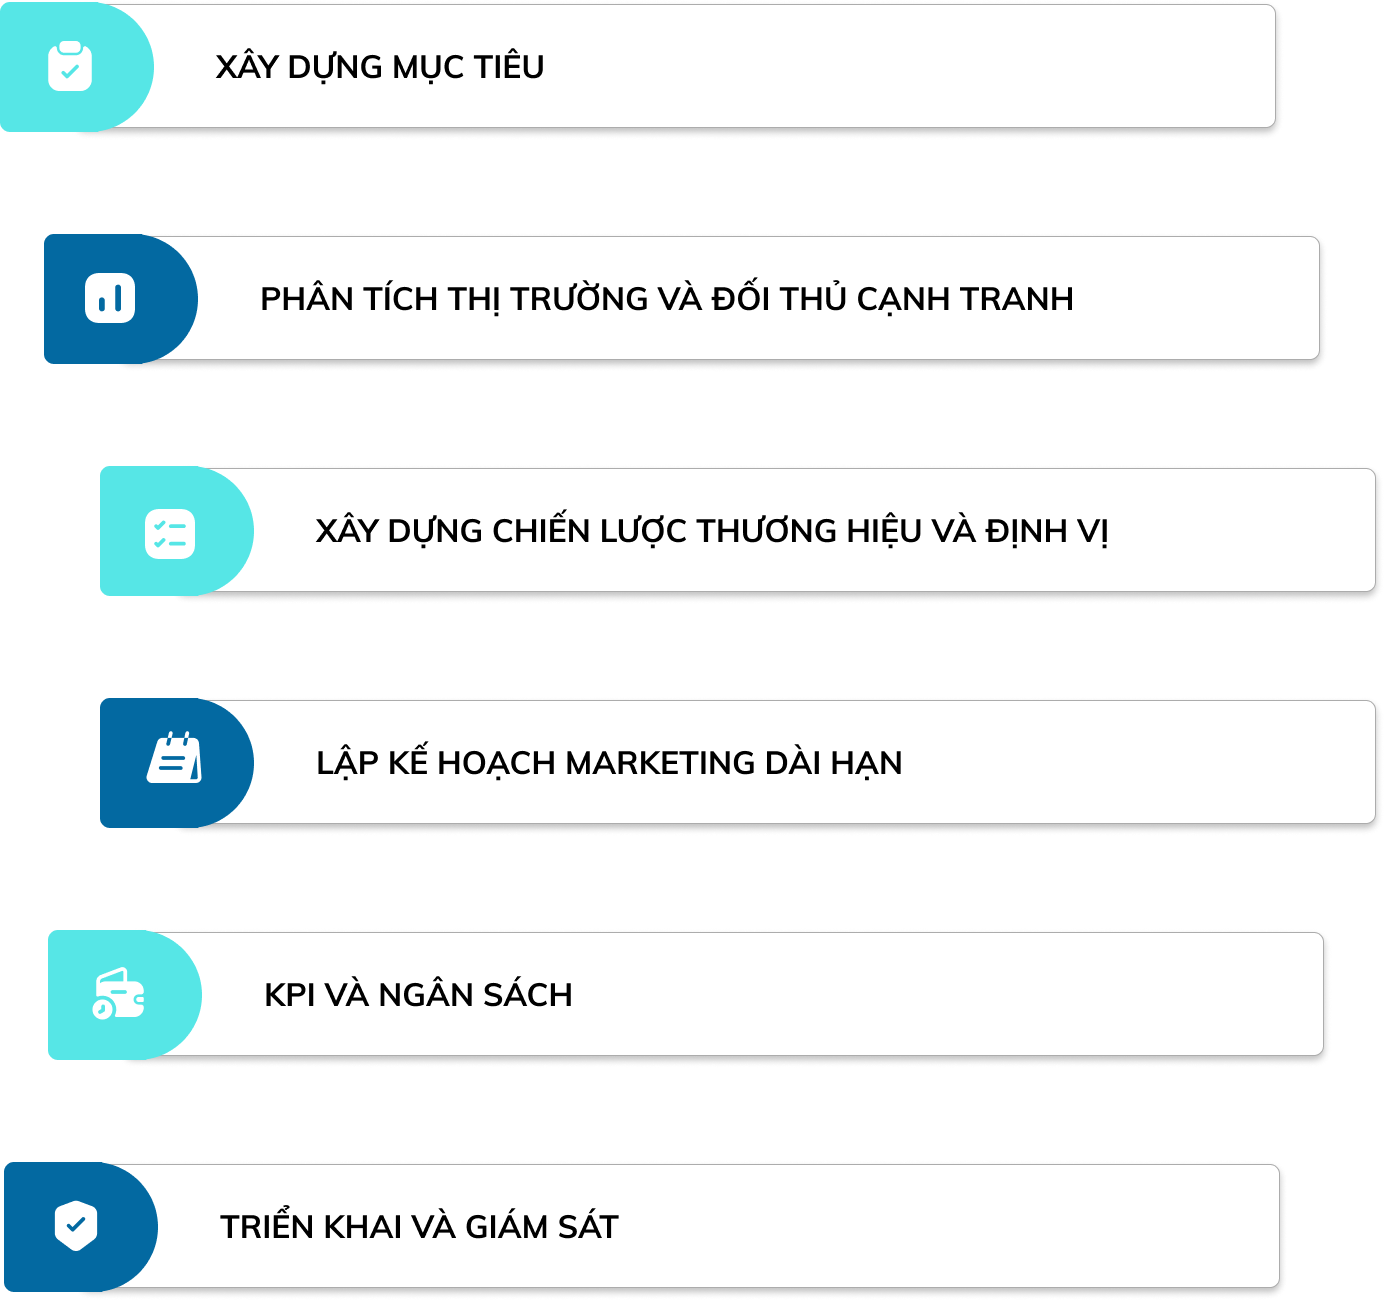 XÂY DỰNG MỤC TIÊU
PHÂN TÍCH THỊ TRƯỜNG VÀ ĐỐI THỦ CẠNH TRANH
XÂY DỰNG CHIẾN LƯỢC THƯƠNG HIỆU VÀ ĐỊNH VỊ
LẬP KẾ HOẠCH MARKETING DÀI HẠN
KPI VÀ NGÂN SÁCH
TRIỂN KHAI VÀ GIÁM SÁT